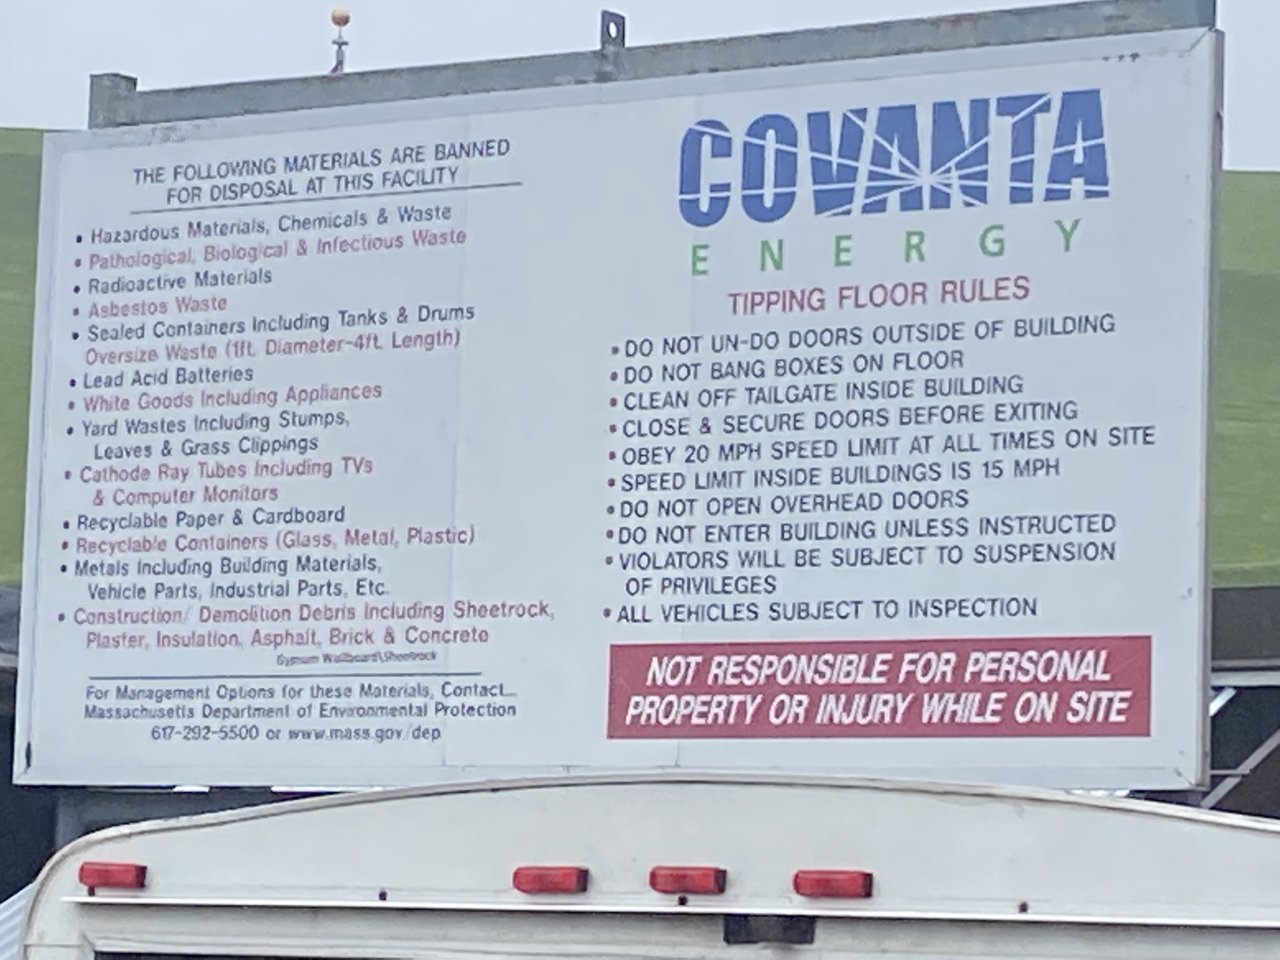 THE FOLLOWING MATERIALS ARE BANNED
FOR DISPOSAL AT THIS FACILITY
• Hazardous Materials, Chemicals & Waste
• Pathological, Biological & Infectious Waste
• Radioactive Materials
• Asbestos Waste
• Sealed Containers Including Tanks & Drums
Oversize Waste (1ft. Diameter-4ft. Length)
• Lead Acid Batteries
• White Goods Including Appliances
• Yard Wastes Including Stumps,
Leaves & Grass Clippings
• Cathode Ray Tubes Including TVs
& Computer Monitors
• Recyclable Paper & Cardboard
• Recyclable Containers (Glass, Metal, Plastic)
• Metals Including Building Materials,
Vehicle Parts, Industrial Parts, Etc.
• Construction/ Demolition Debris Including Sheetrock,
Plaster, Insulation, Asphalt, Brick & Concrete
Gypsum Wallboard\Sheetrock
For Management Options for these Materials, Contact...
Massachusetts Department of Environmental Protection
617-292-5500 or www.mass.gov/dep
COVANTA
ENERGY
TIPPING FLOOR RULES
• DO NOT UN-DO DOORS OUTSIDE OF BUILDING
• DO NOT BANG BOXES ON FLOOR
• CLEAN OFF TAILGATE INSIDE BUILDING
• CLOSE & SECURE DOORS BEFORE EXITING
• OBEY 20 MPH SPEED LIMIT AT ALL TIMES ON SITE
• SPEED LIMIT INSIDE BUILDINGS IS 15 MPH
• DO NOT OPEN OVERHEAD DOORS
• DO NOT ENTER BUILDING UNLESS INSTRUCTED
• VIOLATORS WILL BE SUBJECT TO SUSPENSION
OF PRIVILEGES
• ALL VEHICLES SUBJECT TO INSPECTION
NOT RESPONSIBLE FOR PERSONAL
PROPERTY OR INJURY WHILE ON SITE